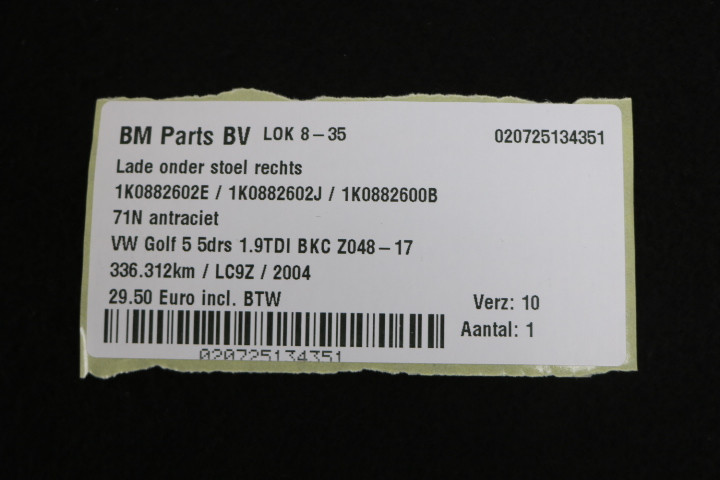 BM Parts BV LOK 8-35 020725134351
Lade onder stoel rechts
1K0882602E / 1K0882602J / 1K0882600B
71N antraciet
VW Golf 5 5drs 1.9TDI BKC Z048-17
336.312km / LC9Z / 2004
29.50 Euro incl. BTW Verz: 10
Aantal: 1
020725134351